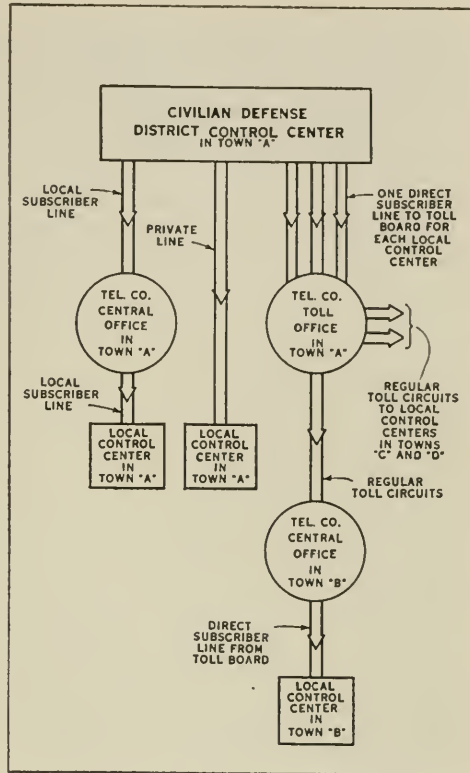 CIVILIAN DEFENSE
DISTRICT CONTROL CENTER
IN TOWN "A"
LOCAL
SUBSCRIBER
LINE
PRIVATE
LINE
ONE DIRECT
SUBSCRIBER
LINE TO TOLL
BOARD FOR
EACH LOCAL
CONTROL
CENTER
TEL. CO.
CENTRAL
OFFICE
IN
TOWN "A"
TEL. CO.
TOLL
OFFICE
IN
TOWN "A"
LOCAL
SUBSCRIBER
LINE
REGULAR
TOLL CIRCUITS
TO LOCAL
CONTROL
CENTERS
IN TOWNS
"C" AND "D"
LOCAL
CONTROL
CENTER
IN
TOWN "A"
LOCAL
CONTROL
CENTER
IN
TOWN "A"
REGULAR
TOLL CIRCUITS
TEL. CO.
CENTRAL
OFFICE
IN
TOWN "B"
DIRECT
SUBSCRIBER
LINE FROM
TOLL BOARD
LOCAL
CONTROL
CENTER
IN
TOWN "B"